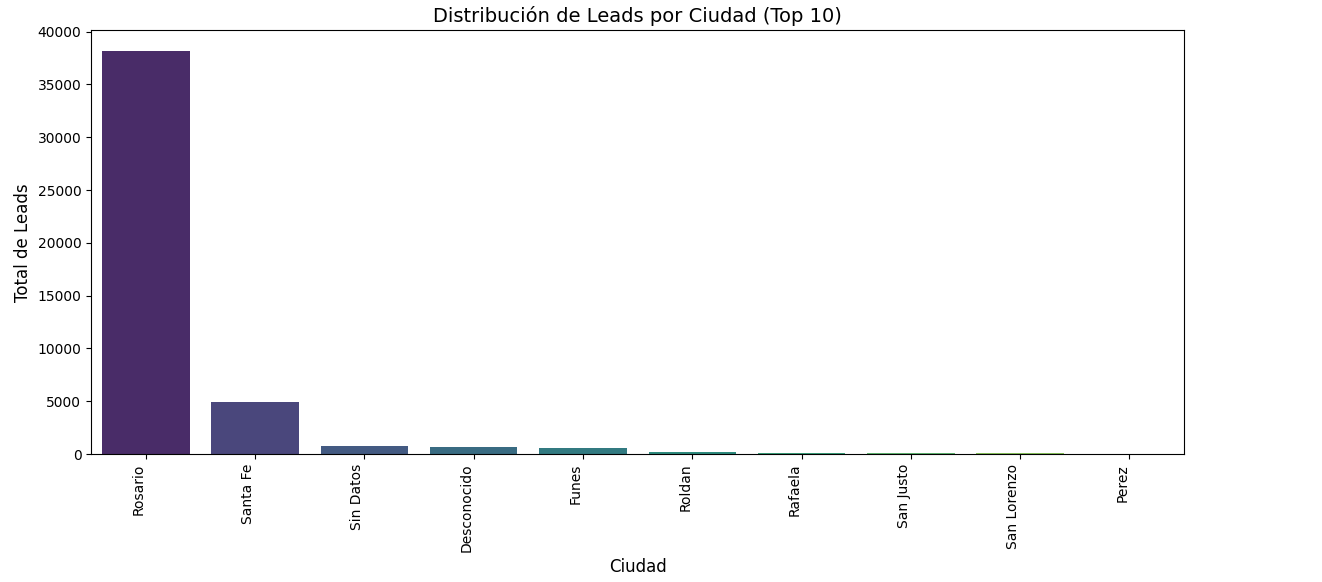 Distribución de Leads por Ciudad (Top 10)
Total de Leads
40000
35000
30000
25000
20000
15000
10000
5000
0
Rosario
Santa Fe
Sin Datos
Desconocido
Funes
Roldan
Rafaela
San Justo
San Lorenzo
Perez
Ciudad